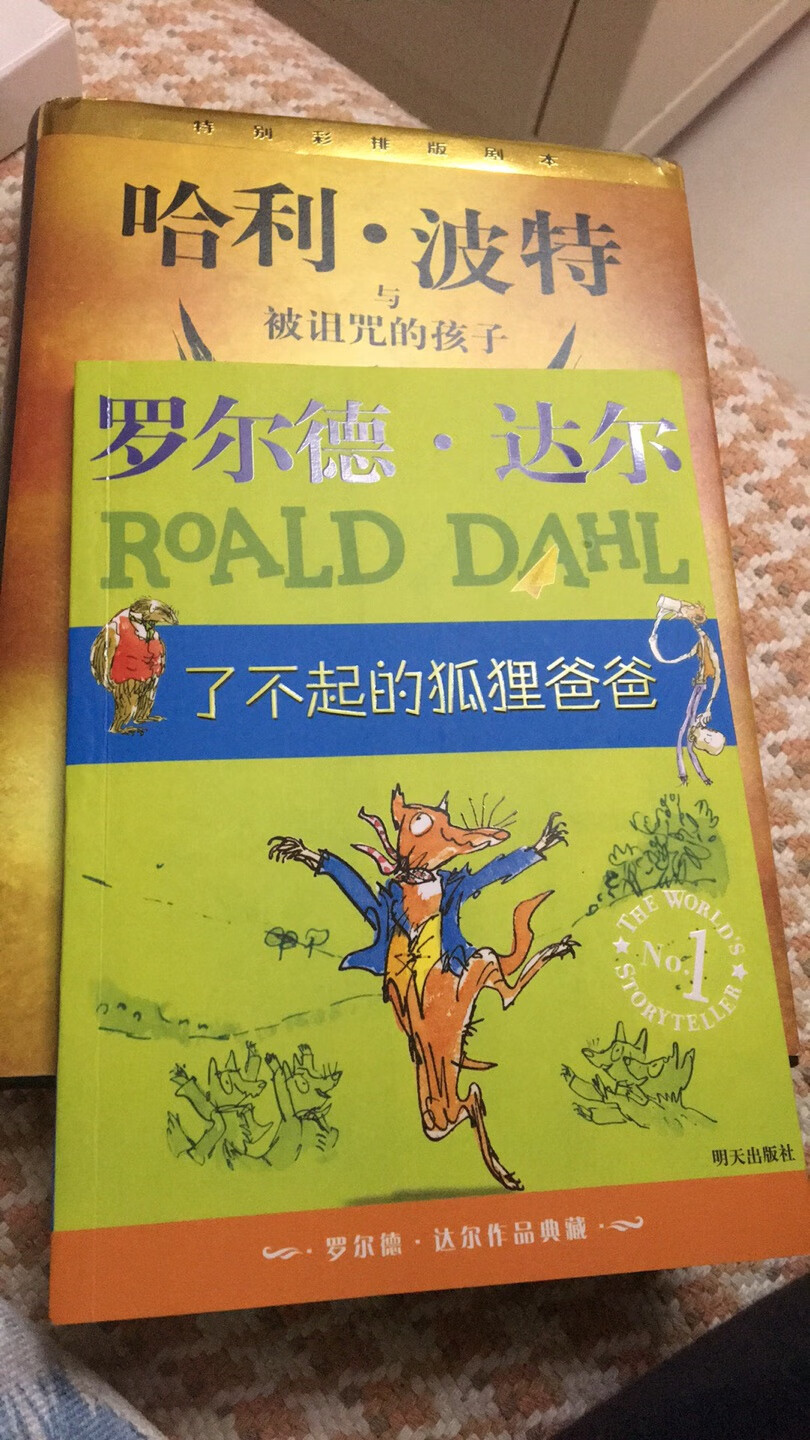 特别彩排版剧本
哈利·波特
与
被诅咒的孩子
罗尔德·达尔
ROALD DAHL
了不起的狐狸爸爸
THE WORLD'S
No.1
STORYTELLER
明天出版社
·罗尔德·达尔作品典藏·